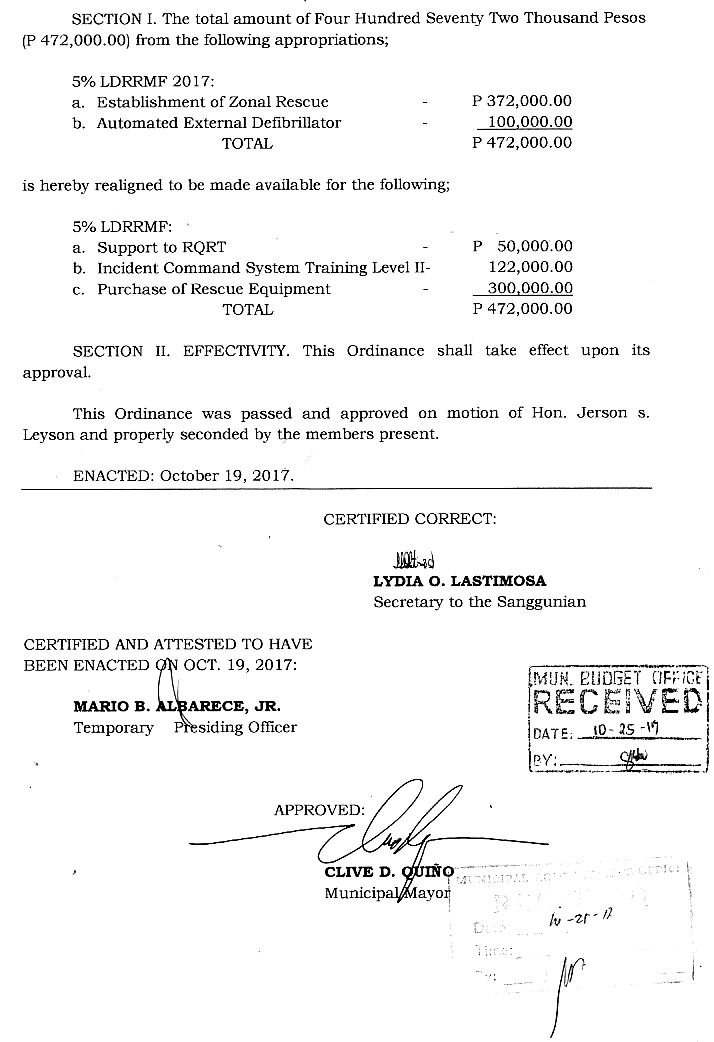 SECTION I. The total amount of Four Hundred Seventy Two Thousand Pesos
(P 472,000.00) from the following appropriations;
5% LDRRMF 2017:
a. Establishment of Zonal Rescue - P 372,000.00
b. Automated External Defibrillator - 100,000.00
TOTAL P 472,000.00
is hereby realigned to be made available for the following;
5% LDRRMF:
a. Support to RQRT - P 50,000.00
b. Incident Command System Training Level II- 122,000.00
c. Purchase of Rescue Equipment - 300,000.00
TOTAL P 472,000.00
SECTION II. EFFECTIVITY. This Ordinance shall take effect upon its
approval.
This Ordinance was passed and approved on motion of Hon. Jerson s.
Leyson and properly seconded by the members present.
ENACTED: October 19, 2017.
CERTIFIED CORRECT:
LYDIA O. LASTIMOSA
Secretary to the Sanggunian
CERTIFIED AND ATTESTED TO HAVE
BEEN ENACTED ON OCT. 19, 2017:
MARIO B. ALBARECE, JR.
Temporary Presiding Officer
MUN. BUDGET OFFICE
RECEIVED
DATE: 10-25-17
BY:
APPROVED:
CLIVE D. QUIÑO
Municipal Mayor
MUNICIPAL
Date
Time:
By: